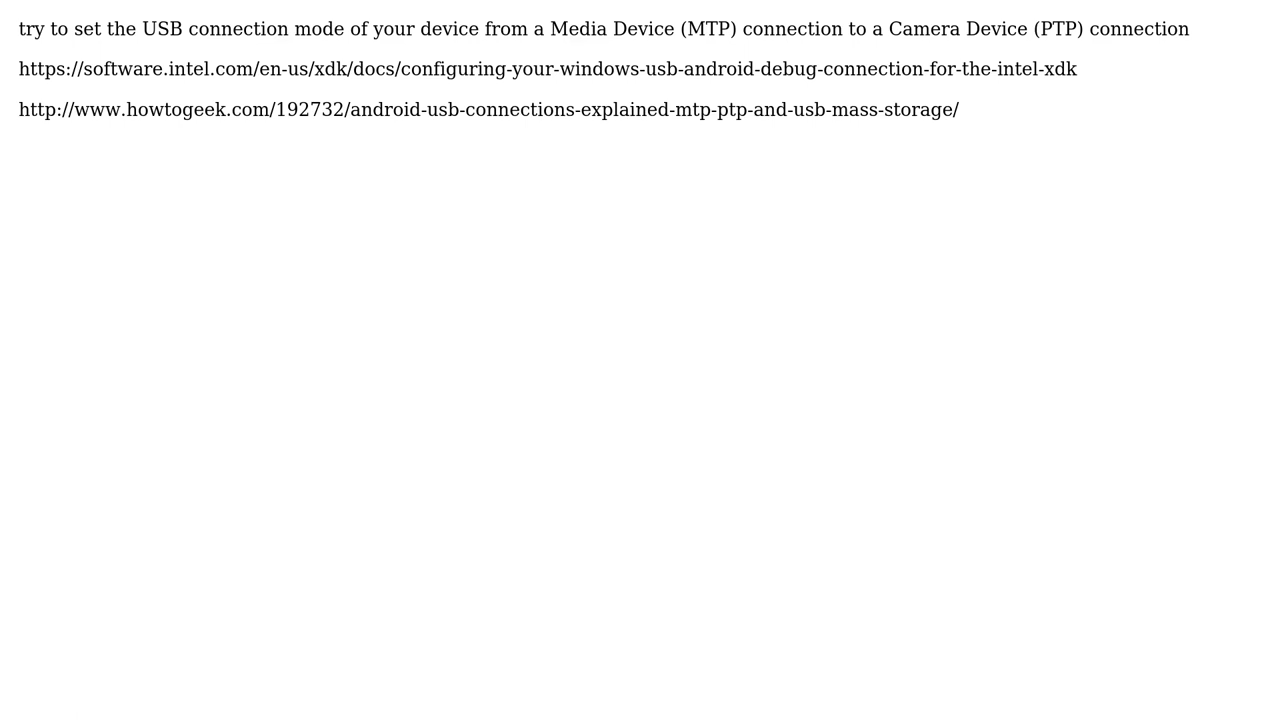 try to set the USB connection mode of your device from a Media Device (MTP) connection to a Camera Device (PTP) connection
https://software.intel.com/en-us/xdk/docs/configuring-your-windows-usb-android-debug-connection-for-the-intel-xdk
http://www.howtogeek.com/192732/android-usb-connections-explained-mtp-ptp-and-usb-mass-storage/